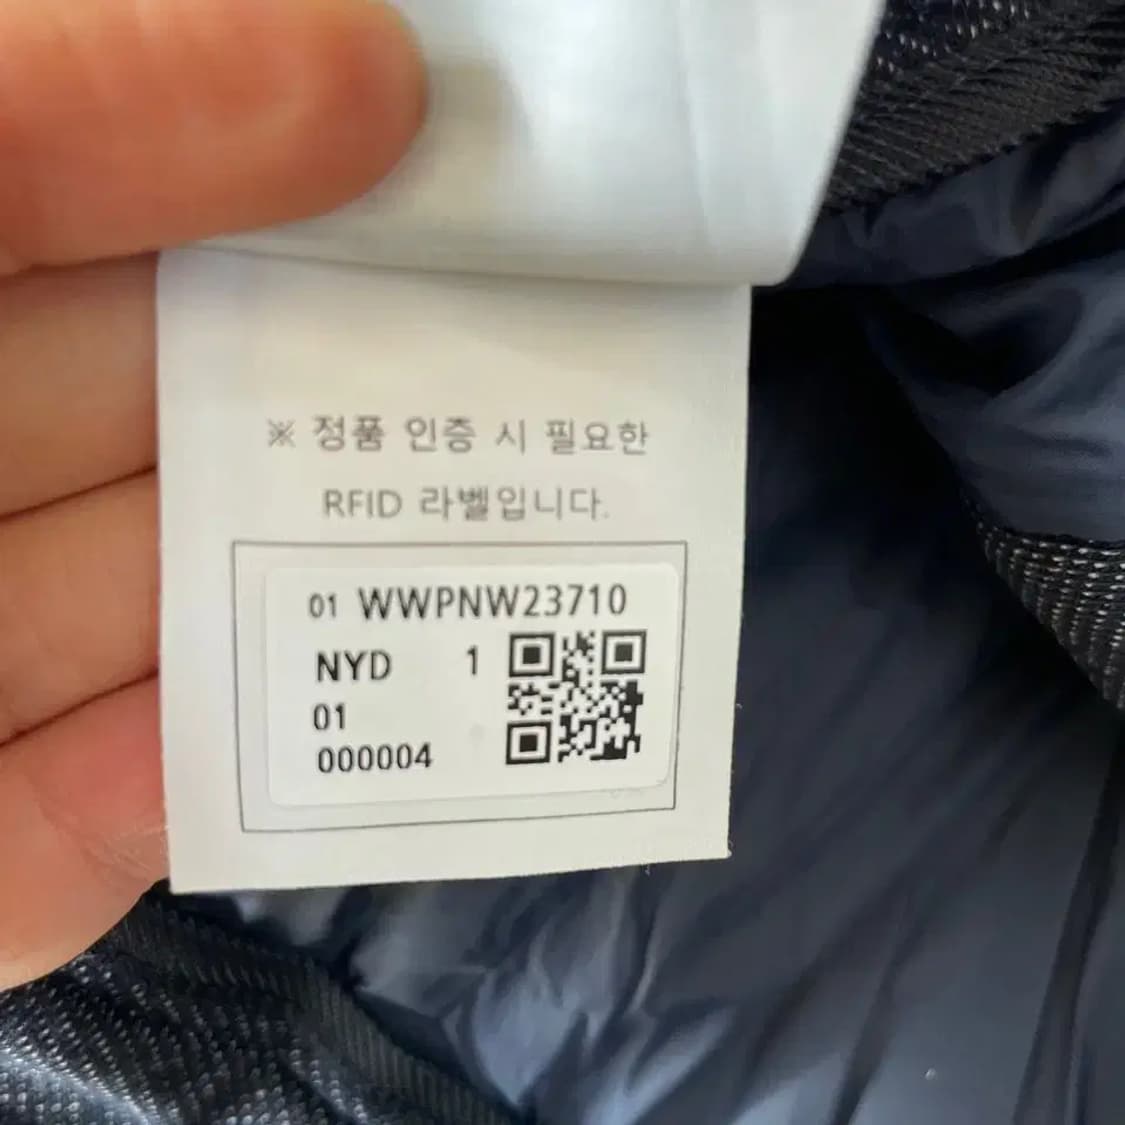 ※ 정품 인증 시 필요한
RFID 라벨입니다.
01 WWPNW23710
NYD 1
01
000004